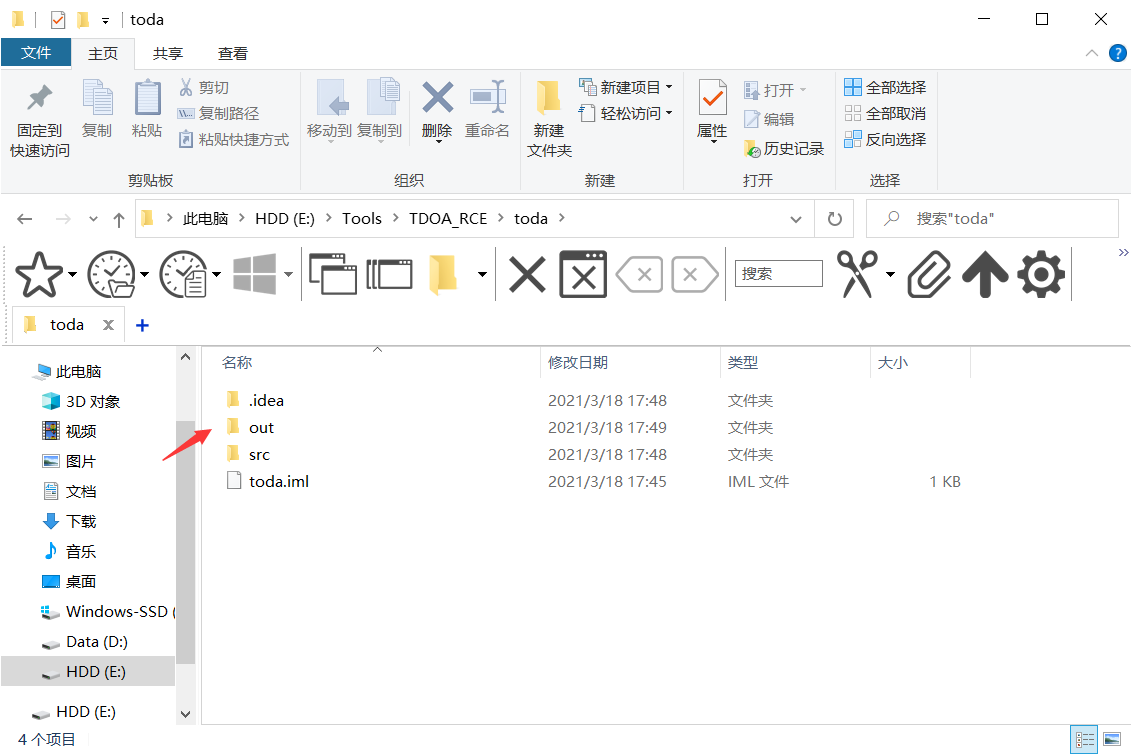 toda
文件 主页 共享 查看
固定到
快速访问
复制
粘贴
剪切
复制路径
粘贴快捷方式
移动到 复制到
删除 重命名
新建
文件夹
新建项目
轻松访问
属性
打开
编辑
历史记录
全部选择
全部取消
反向选择
剪贴板 组织 新建 打开 选择
此电脑 HDD (E:) Tools TDOA_RCE toda
搜索"toda"
搜索
toda
名称 修改日期 类型 大小
.idea 2021/3/18 17:48 文件夹
out 2021/3/18 17:49 文件夹
src 2021/3/18 17:48 文件夹
toda.iml 2021/3/18 17:45 IML 文件 1 KB
此电脑
3D 对象
视频
图片
文档
下载
音乐
桌面
Windows-SSD (
Data (D:)
HDD (E:)
HDD (E:)
4 个项目